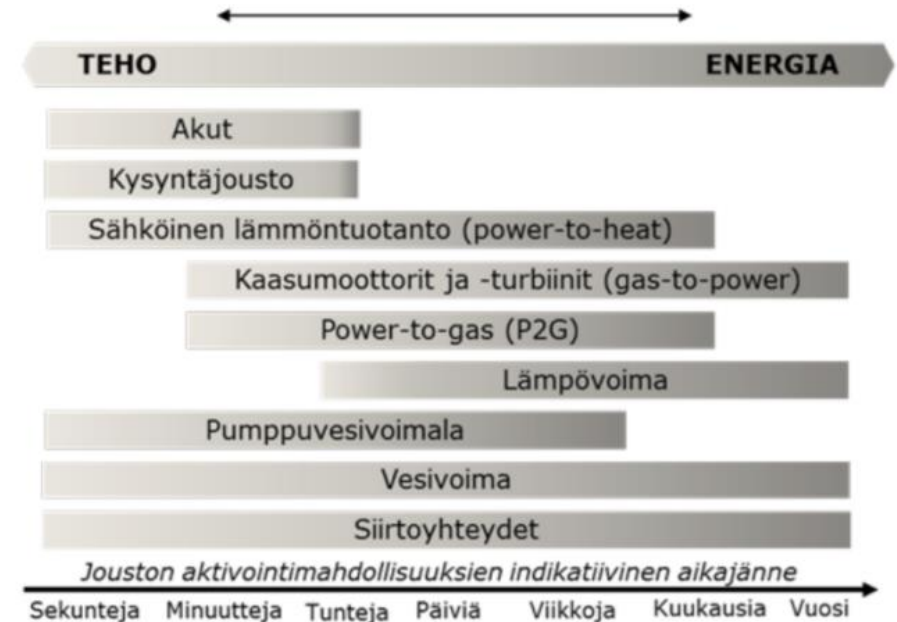 TEHO ENERGIA
Akut
Kysyntäjousto
Sähköinen lämmöntuotanto (power-to-heat)
Kaasumoottorit ja -turbiinit (gas-to-power)
Power-to-gas (P2G)
Lämpövoima
Pumppuvesivoimala
Vesivoima
Siirtoyhteydet
Jouston aktivointimahdollisuuksien indikatiivinen aikajänne
Sekunteja Minuutteja Tunteja Päiviä Viikkoja Kuukausia Vuosi